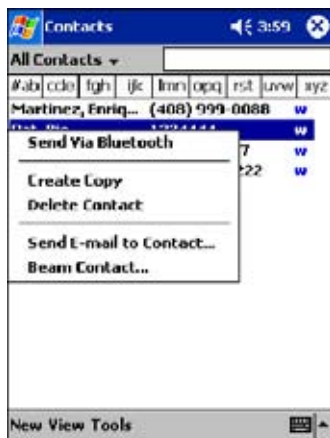 Contacts 3:59
All Contacts
#ab cde fgh ijk lmn opq rst uvw xyz
Martinez, Enriq... (408) 999-0088 w
w
Send Via Bluetooth
7 w
Create Copy
22 w
Delete Contact
Send E-mail to Contact...
Beam Contact...
New View Tools